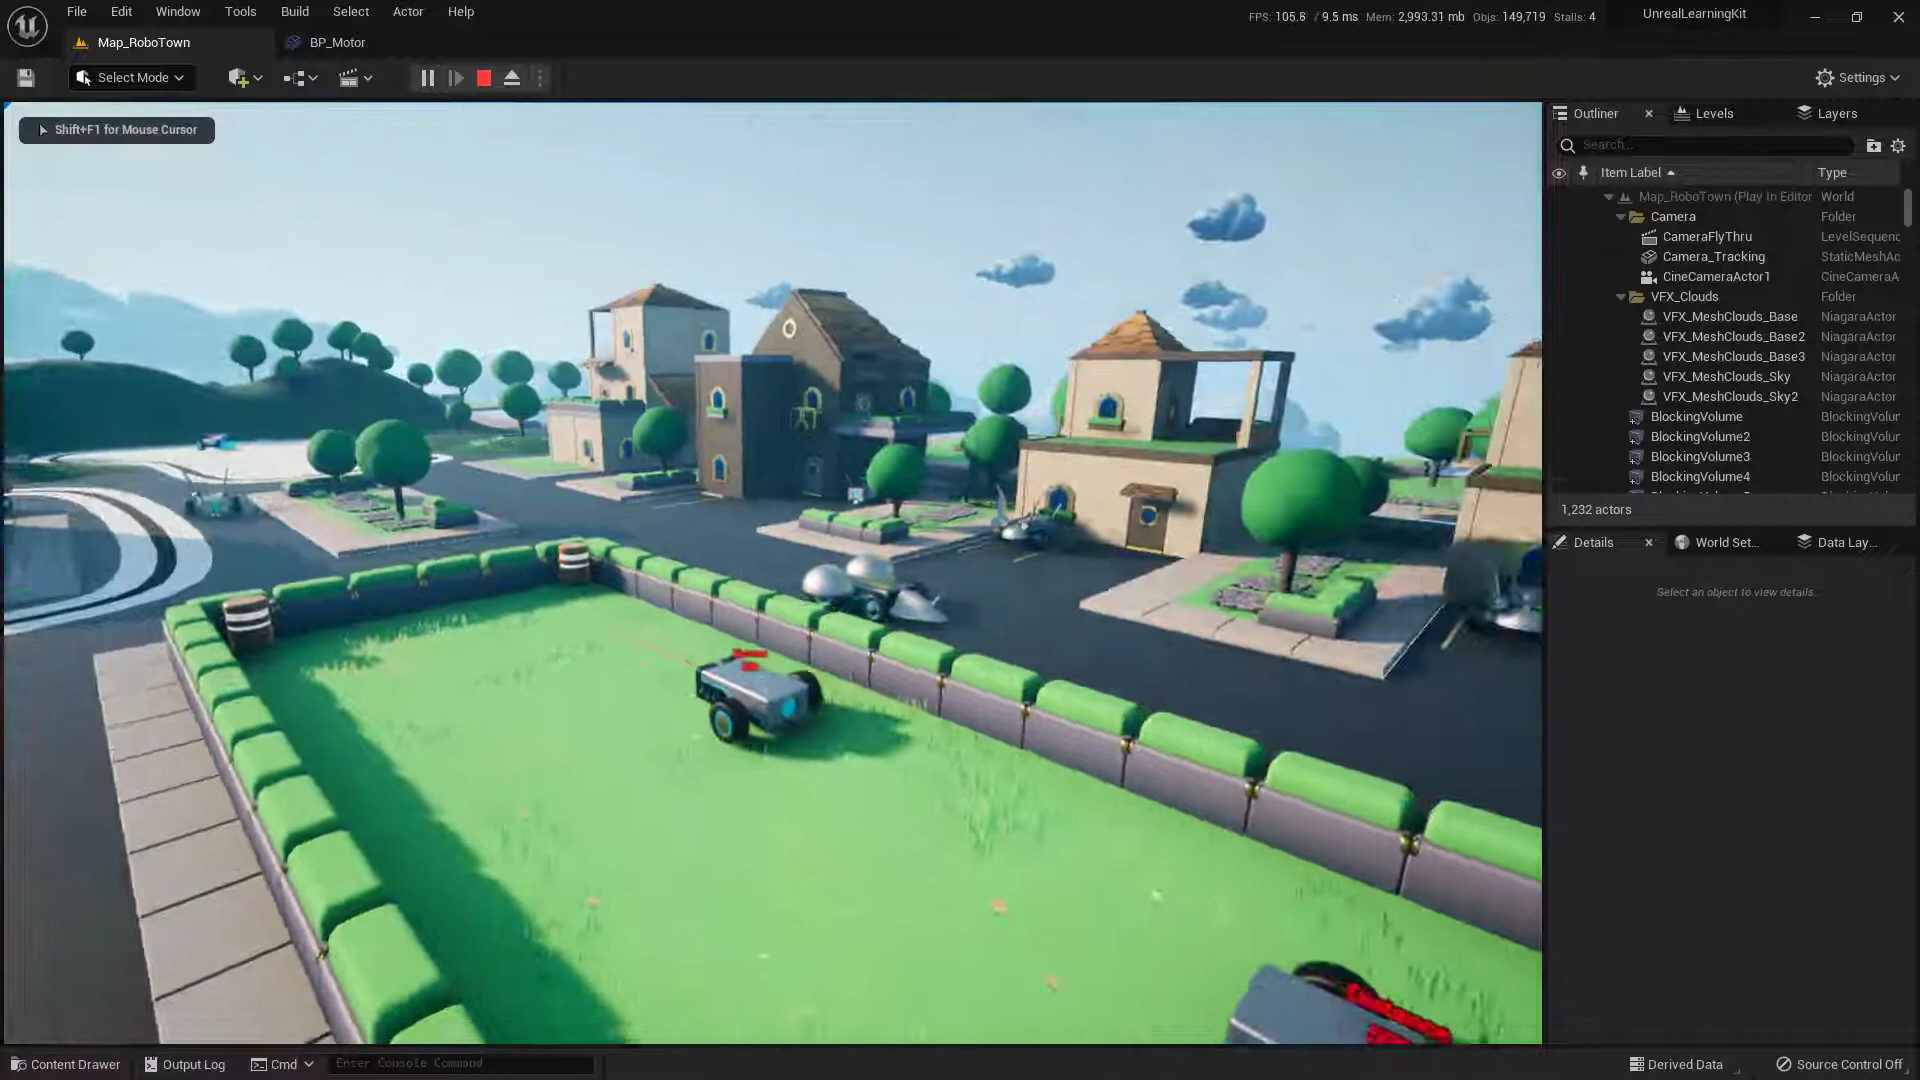 File Edit Window Tools Build Select Actor Help
FPS: 105.6 / 9.5 ms Mem: 2,993.31 mb Objs: 149,719 Stalls: 4
UnrealLearningKit
Map_RoboTown
BP_Motor
Select Mode
Settings
Shift+F1 for Mouse Cursor
Outliner
Levels
Layers
Search...
Item Label Type
Map_RoboTown (Play In Editor World
Camera Folder
CameraFlyThru LevelSequenc
Camera_Tracking StaticMeshAc
CineCameraActor1 CineCameraA
VFX_Clouds Folder
VFX_MeshClouds_Base NiagaraActor
VFX_MeshClouds_Base2 NiagaraActor
VFX_MeshClouds_Base3 NiagaraActor
VFX_MeshClouds_Sky NiagaraActor
VFX_MeshClouds_Sky2 NiagaraActor
BlockingVolume BlockingVolun
BlockingVolume2 BlockingVolun
BlockingVolume3 BlockingVolun
BlockingVolume4 BlockingVolun
1,232 actors
Details
World Set...
Data Lay...
Select an object to view details.
Content Drawer
Output Log
Cmd
Enter Console Command
Derived Data
Source Control Off